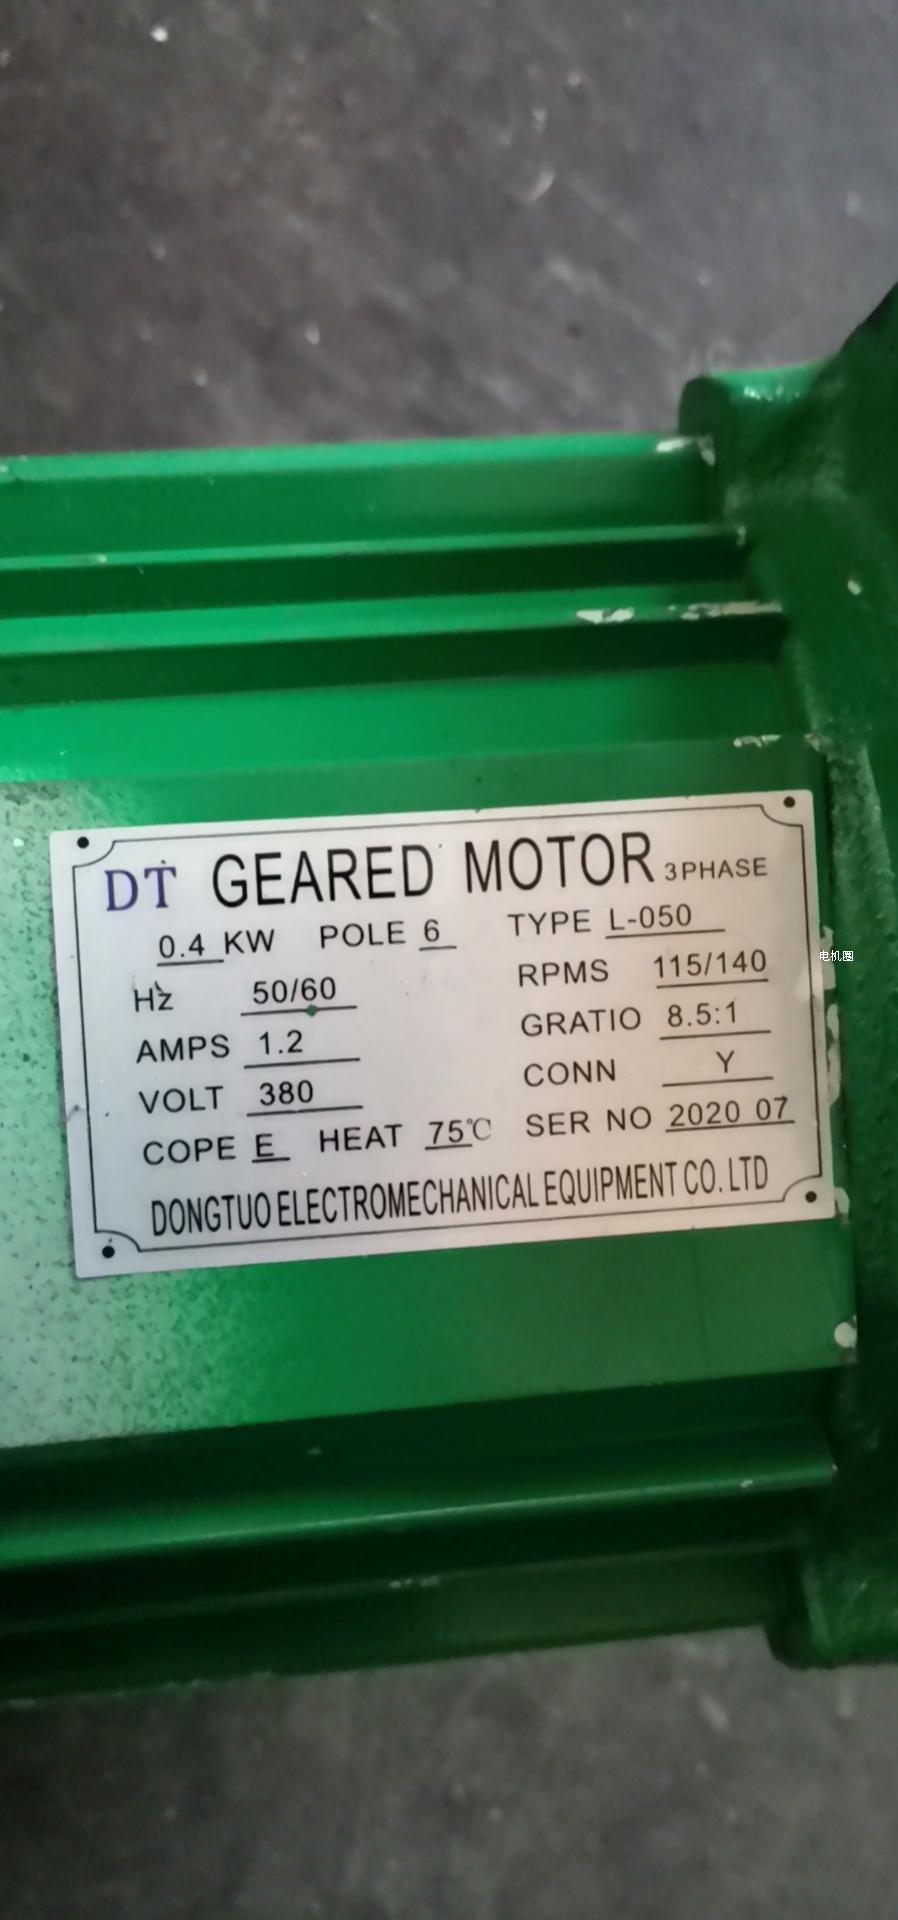 DT GEARED MOTOR 3PHASE
0.4 KW POLE 6 TYPE L-050
Hz 50/60 RPMS 115/140
AMPS 1.2 GRATIO 8.5:1
VOLT 380 CONN Y
COPE E HEAT 75℃ SER NO 2020 07
DONGTUO ELECTROMECHANICAL EQUIPMENT CO. LTD
电机圈